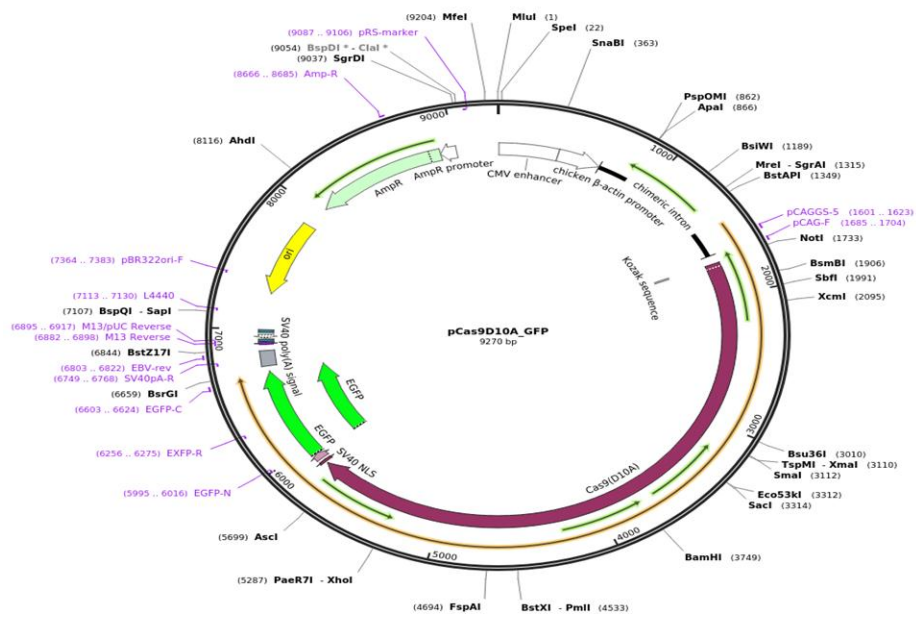 (9204) MfeI
MluI (1)
SpeI (22)
(9087 .. 9106) pRS-marker
(9054) BspDI * - ClaI *
(9037) SgrDI
SnaBI (363)
(8666 .. 8685) Amp-R
PspOMI (862)
ApaI (866)
9000
1000
(8116) AhdI
BsiWI (1189)
MreI - SgrAI (1315)
BstAPI (1349)
AmpR
AmpR promoter
CMV enhancer
chicken β-actin promoter
chimeric intron
8000
pCAGGS-5 (1601 .. 1623)
pCAG-F (1685 .. 1704)
NotI (1733)
ori
(7364 .. 7383) pBR322ori-F
BsmBI (1906)
SbfI (1991)
2000
XcmI (2095)
Kozak sequence
(7113 .. 7130) L4440
(7107) BspQI - SapI
(6895 .. 6917) M13/pUC Reverse
(6882 .. 6898) M13 Reverse
7000
(6844) BstZ17I
(6803 .. 6822) EBV-rev
(6749 .. 6768) SV40pA-R
(6659) BsrGI
(6603 .. 6624) EGFP-C
SV40 poly(A) signal
pCas9D10A_GFP
9270 bp
EGFP
EGFP
SV40 NLS
(6256 .. 6275) EXFP-R
(5995 .. 6016) EGFP-N
6000
3000
Bsu36I (3010)
TspMI - XmaI (3110)
SmaI (3112)
Eco53kI (3312)
SacI (3314)
Cas9(D10A)
(5699) AscI
5000
4000
BamHI (3749)
(5287) PaeR7I - XhoI
(4694) FspAI
BstXI - PmlI (4533)